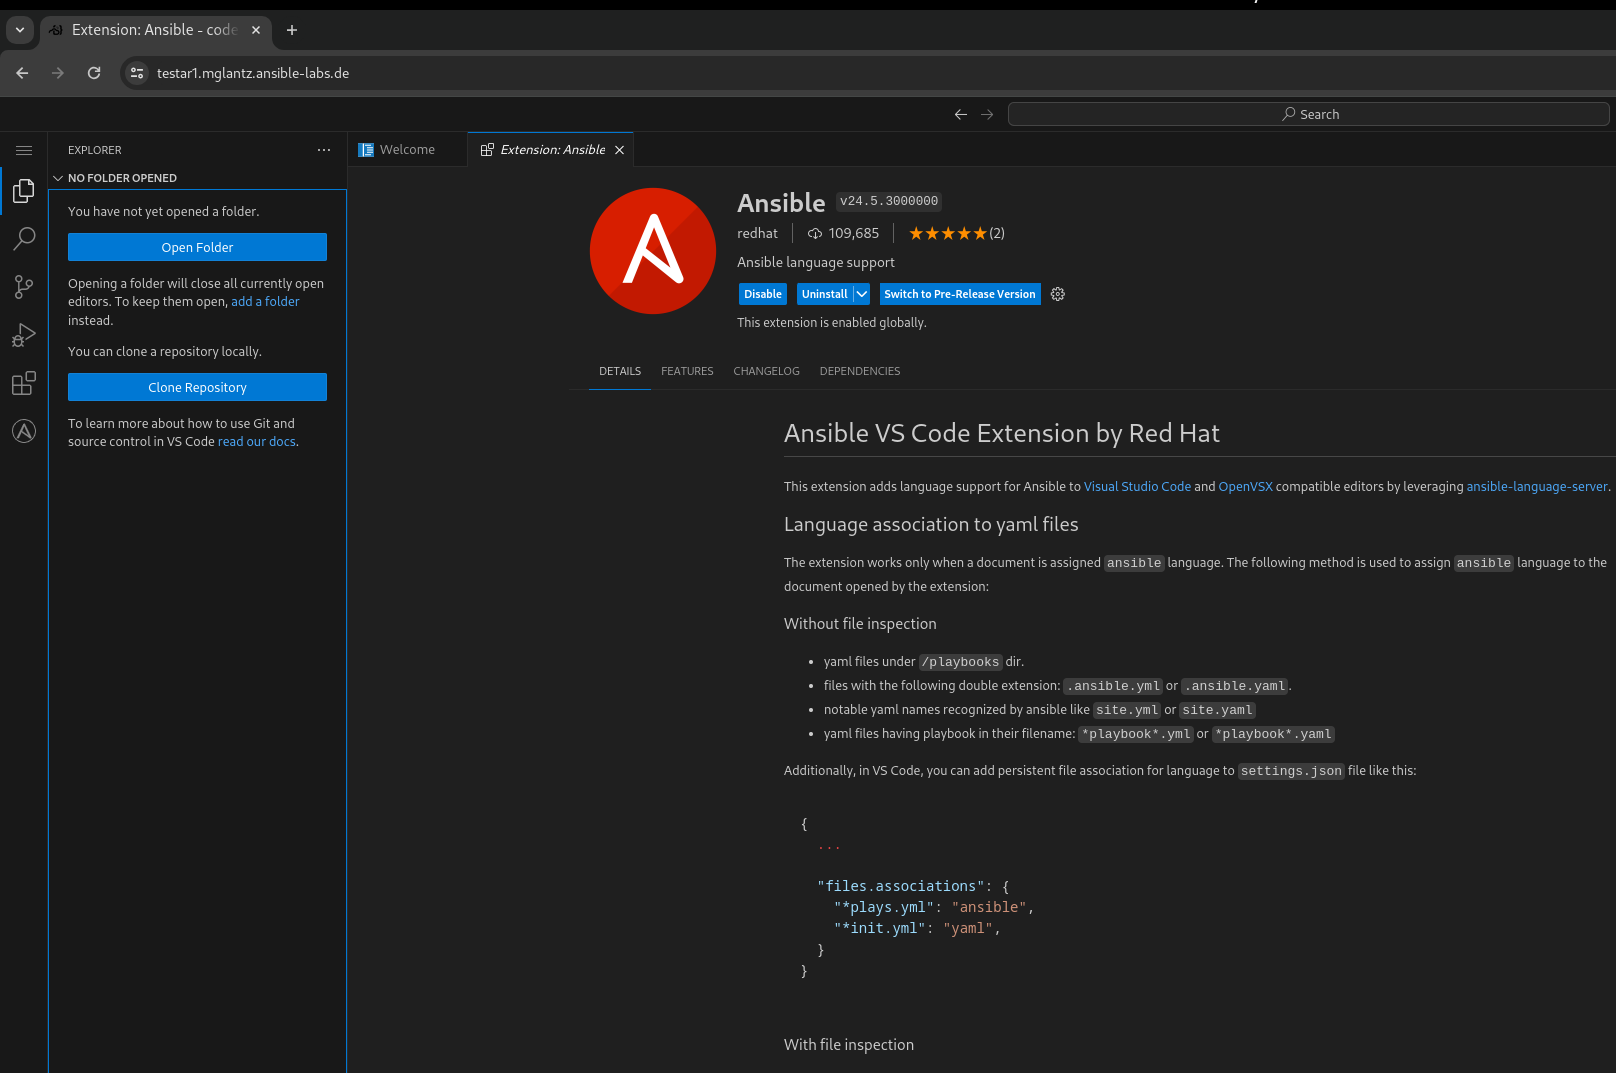 Extension: Ansible - code
testar1.mglantz.ansible-labs.de
Search
EXPLORER
NO FOLDER OPENED
You have not yet opened a folder.
Open Folder
Opening a folder will close all currently open
editors. To keep them open, add a folder
instead.
You can clone a repository locally.
Clone Repository
To learn more about how to use Git and
source control in VS Code read our docs.
Welcome
Extension: Ansible
Ansible v24.5.3000000
redhat 109,685 (2)
Ansible language support
Disable Uninstall Switch to Pre-Release Version
This extension is enabled globally.
DETAILS FEATURES CHANGELOG DEPENDENCIES
Ansible VS Code Extension by Red Hat
This extension adds language support for Ansible to Visual Studio Code and OpenVSX compatible editors by leveraging ansible-language-server.
Language association to yaml files
The extension works only when a document is assigned ansible language. The following method is used to assign ansible language to the
document opened by the extension:
Without file inspection
• yaml files under /playbooks dir.
• files with the following double extension: .ansible.yml or .ansible.yaml.
• notable yaml names recognized by ansible like site.yml or site.yaml
• yaml files having playbook in their filename: *playbook*.yml or *playbook*.yaml
Additionally, in VS Code, you can add persistent file association for language to settings.json file like this:
{
...
"files.associations": {
"*plays.yml": "ansible",
"*init.yml": "yaml",
}
}
With file inspection